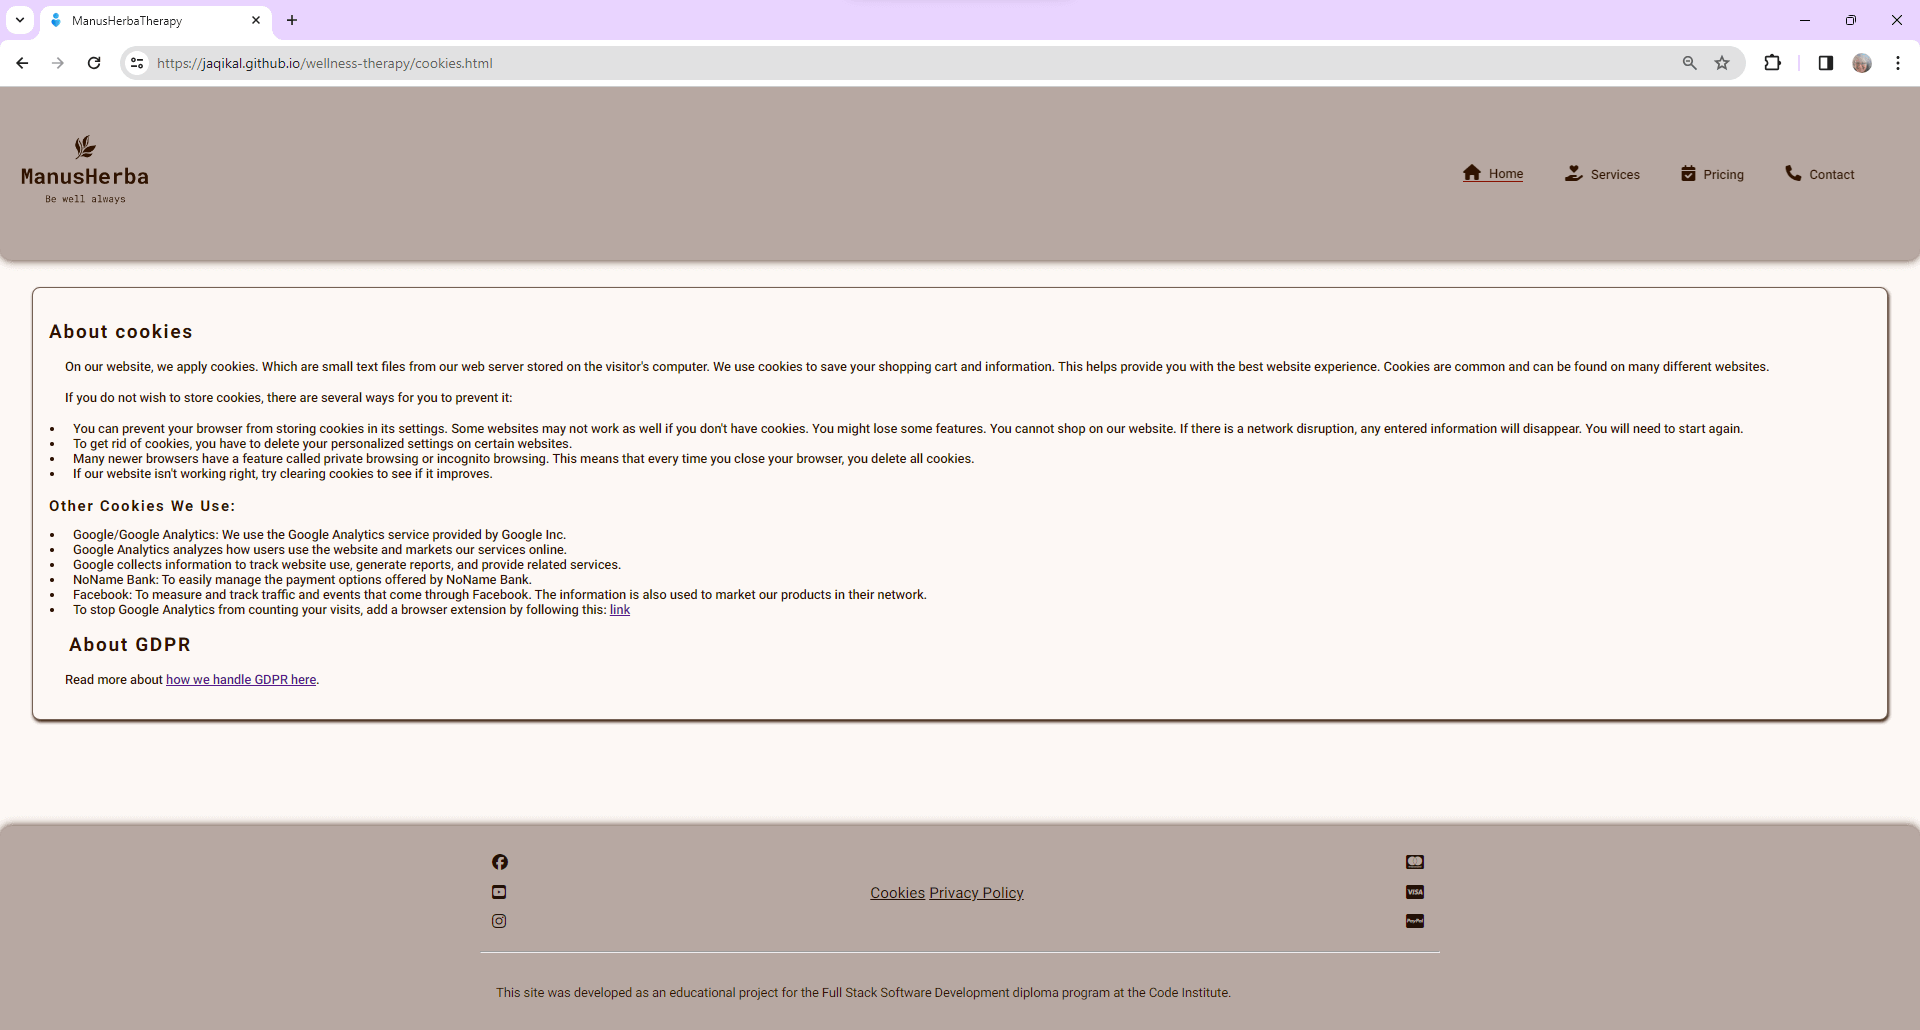 ManusHerbaTherapy
https://jaqikal.github.io/wellness-therapy/cookies.html
ManusHerba
Be well always
Home Services Pricing Contact
About cookies
On our website, we apply cookies. Which are small text files from our web server stored on the visitor's computer. We use cookies to save your shopping cart and information. This helps provide you with the best website experience. Cookies are common and can be found on many different websites.
If you do not wish to store cookies, there are several ways for you to prevent it:
• You can prevent your browser from storing cookies in its settings. Some websites may not work as well if you don't have cookies. You might lose some features. You cannot shop on our website. If there is a network disruption, any entered information will disappear. You will need to start again.
• To get rid of cookies, you have to delete your personalized settings on certain websites.
• Many newer browsers have a feature called private browsing or incognito browsing. This means that every time you close your browser, you delete all cookies.
• If our website isn't working right, try clearing cookies to see if it improves.
Other Cookies We Use:
• Google/Google Analytics: We use the Google Analytics service provided by Google Inc.
• Google Analytics analyzes how users use the website and markets our services online.
• Google collects information to track website use, generate reports, and provide related services.
• NoName Bank: To easily manage the payment options offered by NoName Bank.
• Facebook: To measure and track traffic and events that come through Facebook. The information is also used to market our products in their network.
• To stop Google Analytics from counting your visits, add a browser extension by following this: link
About GDPR
Read more about how we handle GDPR here.
Cookies Privacy Policy
VISA
PayPal
This site was developed as an educational project for the Full Stack Software Development diploma program at the Code Institute.